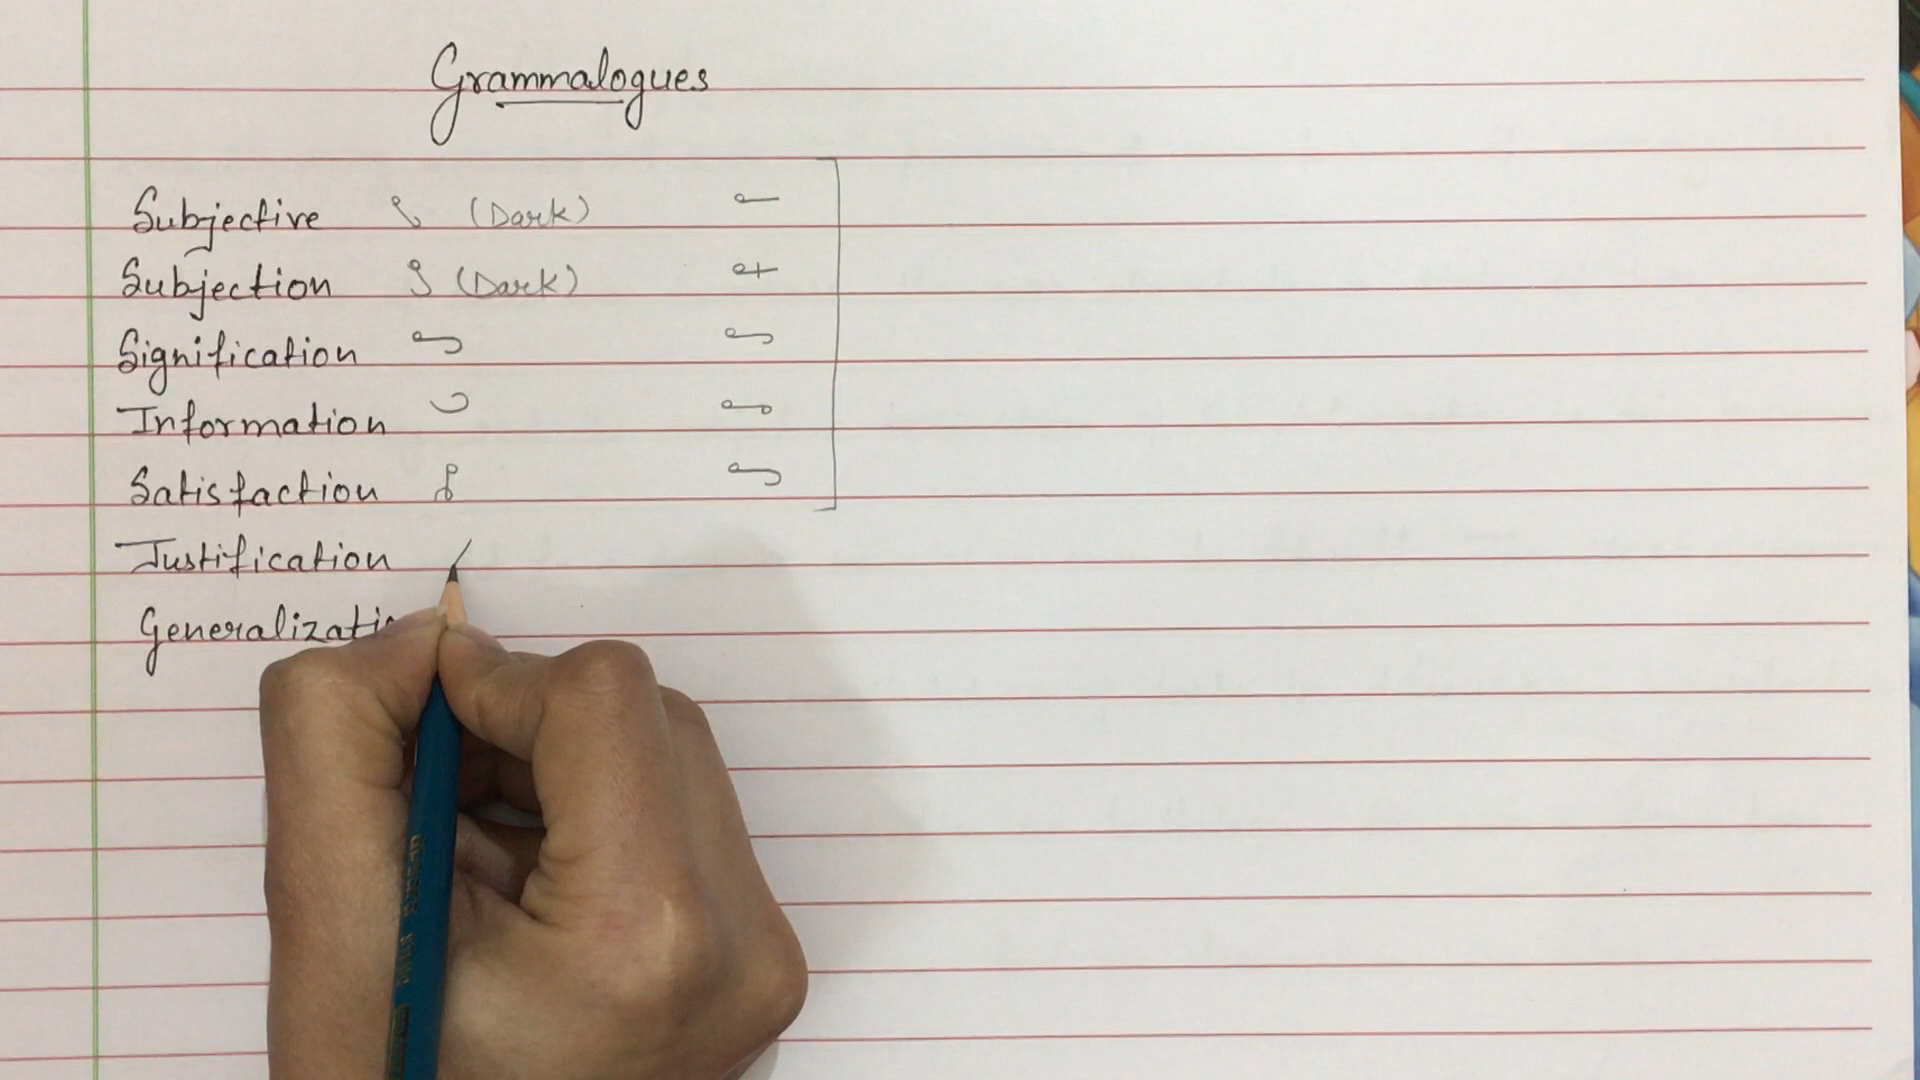 Grammalogues
Subjective (Dark)
Subjection (Dark)
Signification
Information
Satisfaction
Justification